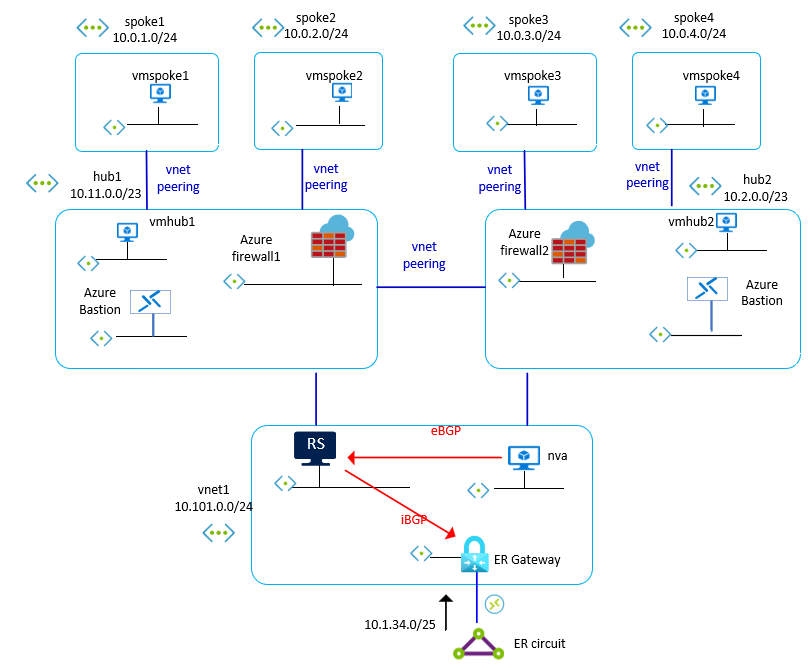 spoke1
10.0.1.0/24
spoke2
10.0.2.0/24
spoke3
10.0.3.0/24
spoke4
10.0.4.0/24
vmspoke1
vmspoke2
vmspoke3
vmspoke4
hub1
10.11.0.0/23
vnet
peering
vnet
peering
vnet
peering
vnet
peering
hub2
10.2.0.0/23
vmhub1
Azure
firewall1
vnet
peering
Azure
firewall2
vmhub2
Azure
Bastion
Azure
Bastion
RS
eBGP
nva
vnet1
10.101.0.0/24
iBGP
ER Gateway
10.1.34.0/25
ER circuit